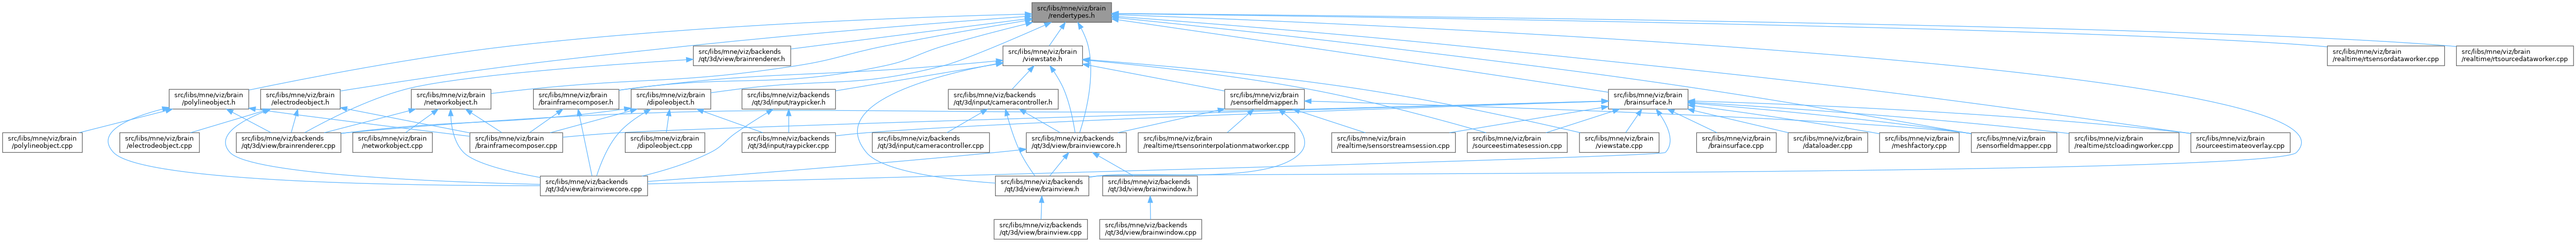 src/libs/mne/viz/brain
/rendertypes.h
src/libs/mne/viz/backends
/qt/3d/view/brainrenderer.h
src/libs/mne/viz/brain
/viewstate.h
src/libs/mne/viz/brain
/realtime/rtsensordataworker.cpp
src/libs/mne/viz/brain
/realtime/rtsourcedataworker.cpp
src/libs/mne/viz/brain
/polylineobject.h
src/libs/mne/viz/brain
/electrodeobject.h
src/libs/mne/viz/brain
/networkobject.h
src/libs/mne/viz/brain
/brainframecomposer.h
src/libs/mne/viz/brain
/dipoleobject.h
src/libs/mne/viz/backends
/qt/3d/input/raypicker.h
src/libs/mne/viz/backends
/qt/3d/input/cameracontroller.h
src/libs/mne/viz/brain
/sensorfieldmapper.h
src/libs/mne/viz/brain
/brainsurface.h
src/libs/mne/viz/brain
/polylineobject.cpp
src/libs/mne/viz/brain
/electrodeobject.cpp
src/libs/mne/viz/backends
/qt/3d/view/brainrenderer.cpp
src/libs/mne/viz/brain
/networkobject.cpp
src/libs/mne/viz/brain
/brainframecomposer.cpp
src/libs/mne/viz/brain
/dipoleobject.cpp
src/libs/mne/viz/backends
/qt/3d/input/raypicker.cpp
src/libs/mne/viz/backends
/qt/3d/input/cameracontroller.cpp
src/libs/mne/viz/backends
/qt/3d/view/brainviewcore.h
src/libs/mne/viz/brain
/realtime/rtsensorinterpolationmatworker.cpp
src/libs/mne/viz/brain
/realtime/sensorstreamsession.cpp
src/libs/mne/viz/brain
/sourceestimatesession.cpp
src/libs/mne/viz/brain
/viewstate.cpp
src/libs/mne/viz/brain
/brainsurface.cpp
src/libs/mne/viz/brain
/dataloader.cpp
src/libs/mne/viz/brain
/meshfactory.cpp
src/libs/mne/viz/brain
/sensorfieldmapper.cpp
src/libs/mne/viz/brain
/realtime/stcloadingworker.cpp
src/libs/mne/viz/brain
/sourceestimateoverlay.cpp
src/libs/mne/viz/backends
/qt/3d/view/brainviewcore.cpp
src/libs/mne/viz/backends
/qt/3d/view/brainview.h
src/libs/mne/viz/backends
/qt/3d/view/brainwindow.h
src/libs/mne/viz/backends
/qt/3d/view/brainview.cpp
src/libs/mne/viz/backends
/qt/3d/view/brainwindow.cpp